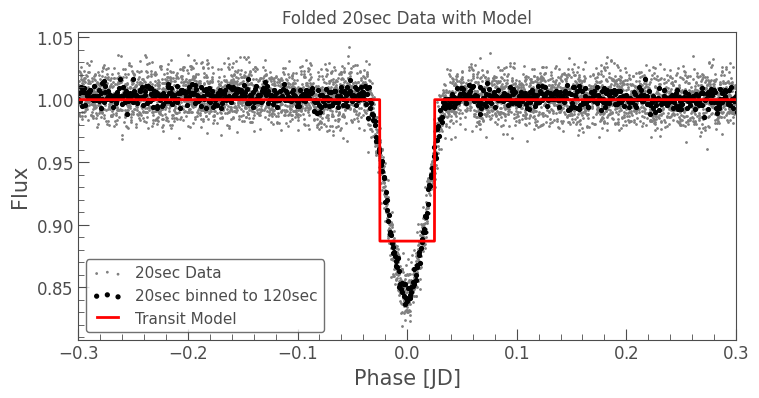 Folded 20sec Data with Model
1.05
1.00
0.95
0.90
0.85
Flux
20sec Data
20sec binned to 120sec
Transit Model
−0.3 −0.2 −0.1 0.0 0.1 0.2 0.3
Phase [JD]